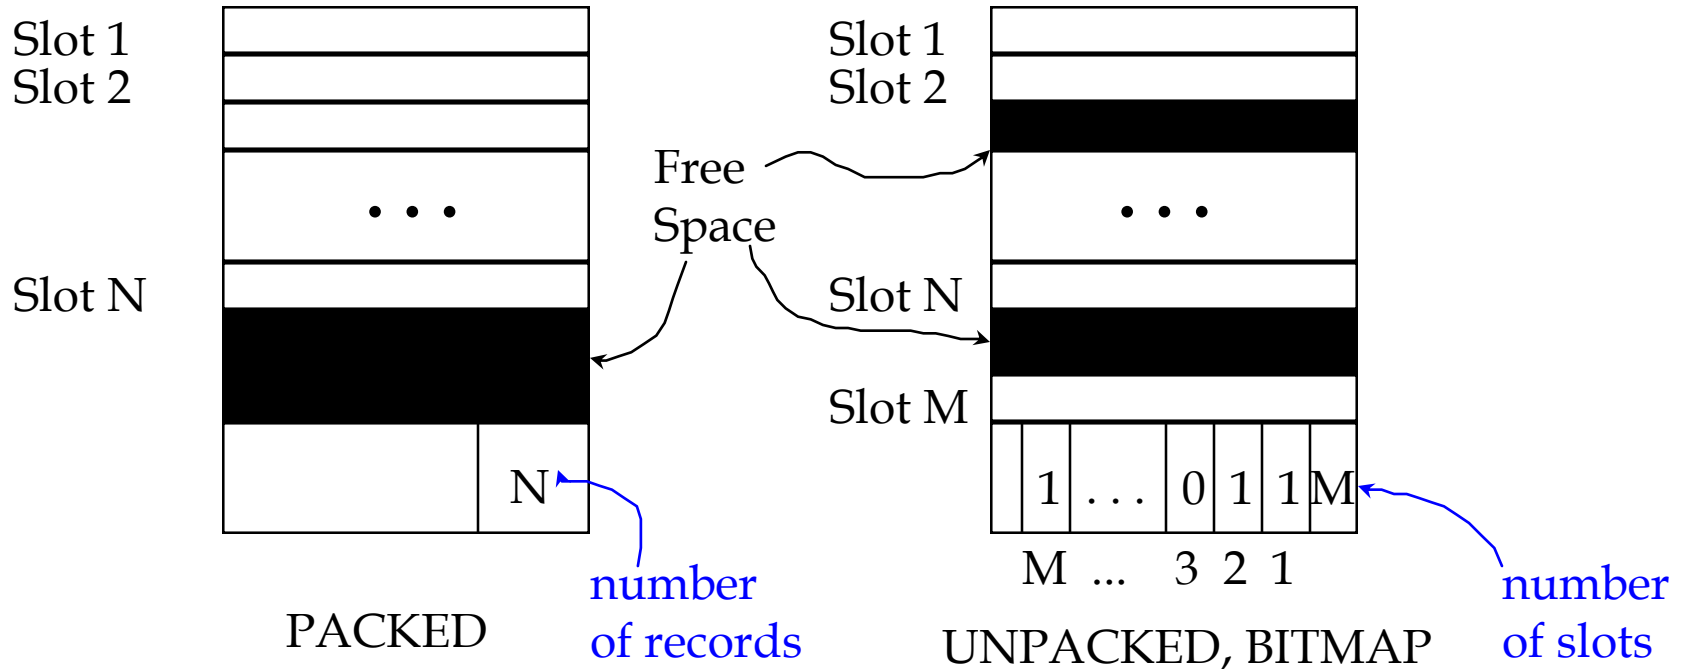 Slot 1
Slot 2
Slot N
. . .
N
number
of records
PACKED
Free
Space
Slot 1
Slot 2
Slot N
Slot M
. . .
1 . . . 0 1 1 M
M ... 3 2 1
number
of slots
UNPACKED, BITMAP